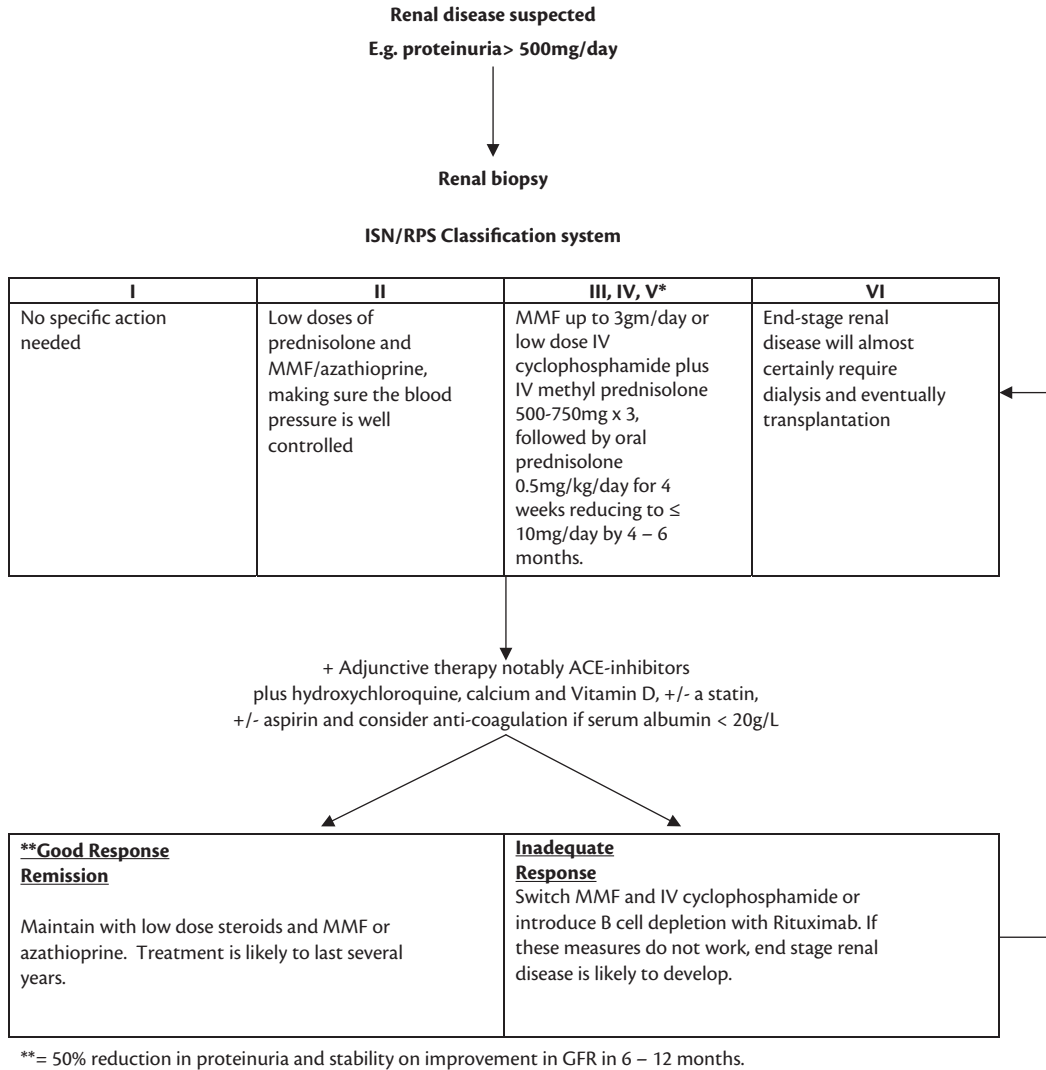 Renal disease suspected
E.g. proteinuria> 500mg/day
Renal biopsy
ISN/RPS Classification system
I
No specific action
needed
II
Low doses of
prednisolone and
MMF/azathioprine,
making sure the blood
pressure is well
controlled
III, IV, V*
MMF up to 3gm/day or
low dose IV
cyclophosphamide plus
IV methyl prednisolone
500-750mg x 3,
followed by oral
prednisolone
0.5mg/kg/day for 4
weeks reducing to ≤
10mg/day by 4 – 6
months.
VI
End-stage renal
disease will almost
certainly require
dialysis and eventually
transplantation
+ Adjunctive therapy notably ACE-inhibitors
plus hydroxychloroquine, calcium and Vitamin D, +/- a statin,
+/- aspirin and consider anti-coagulation if serum albumin < 20g/L
**Good Response
Remission
Maintain with low dose steroids and MMF or
azathioprine.  Treatment is likely to last several
years.
Inadequate
Response
Switch MMF and IV cyclophosphamide or
introduce B cell depletion with Rituximab. If
these measures do not work, end stage renal
disease is likely to develop.
**= 50% reduction in proteinuria and stability on improvement in GFR in 6 – 12 months.